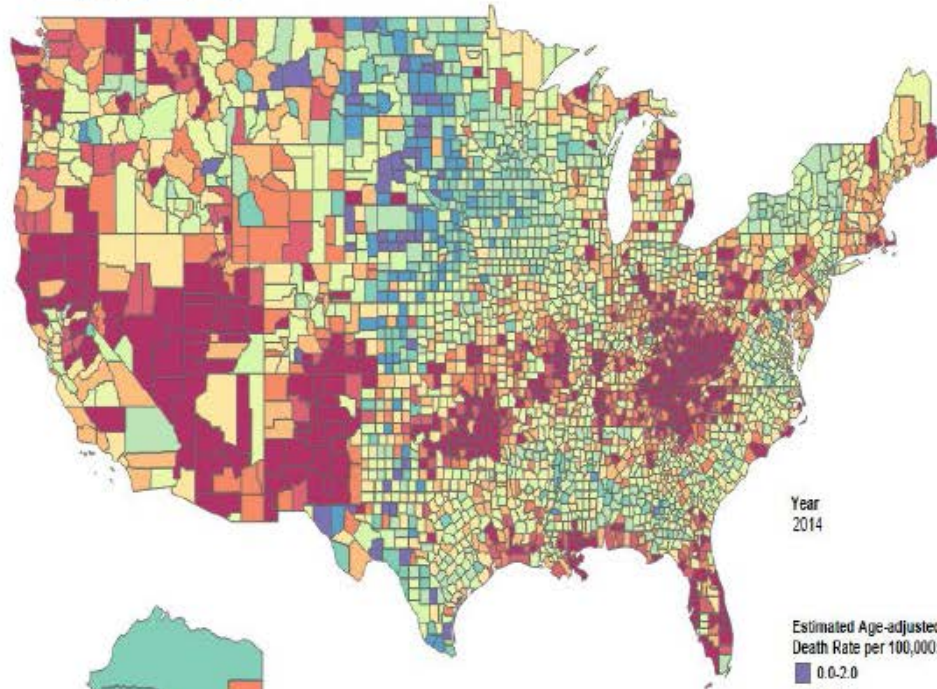 Year
2014
Estimated Age-adjusted
Death Rate per 100,000
0.0-2.0